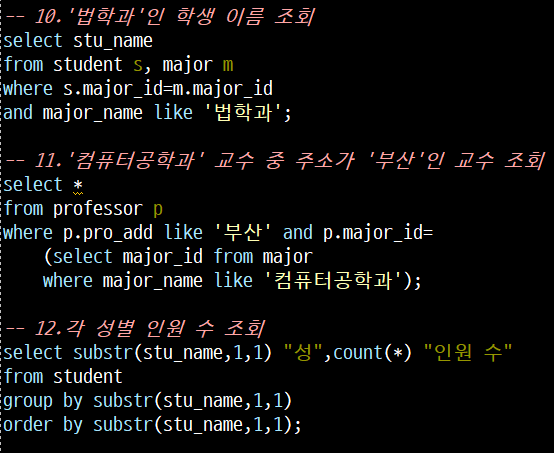 -- 10.'법학과'인 학생 이름 조회
select stu_name
from student s, major m
where s.major_id=m.major_id
and major_name like '법학과';
-- 11.'컴퓨터공학과' 교수 중 주소가 '부산'인 교수 조회
select *
from professor p
where p.pro_add like '부산' and p.major_id=
(select major_id from major
where major_name like '컴퓨터공학과');
-- 12.각 성별 인원 수 조회
select substr(stu_name,1,1) "성",count(*) "인원 수"
from student
group by substr(stu_name,1,1)
order by substr(stu_name,1,1);